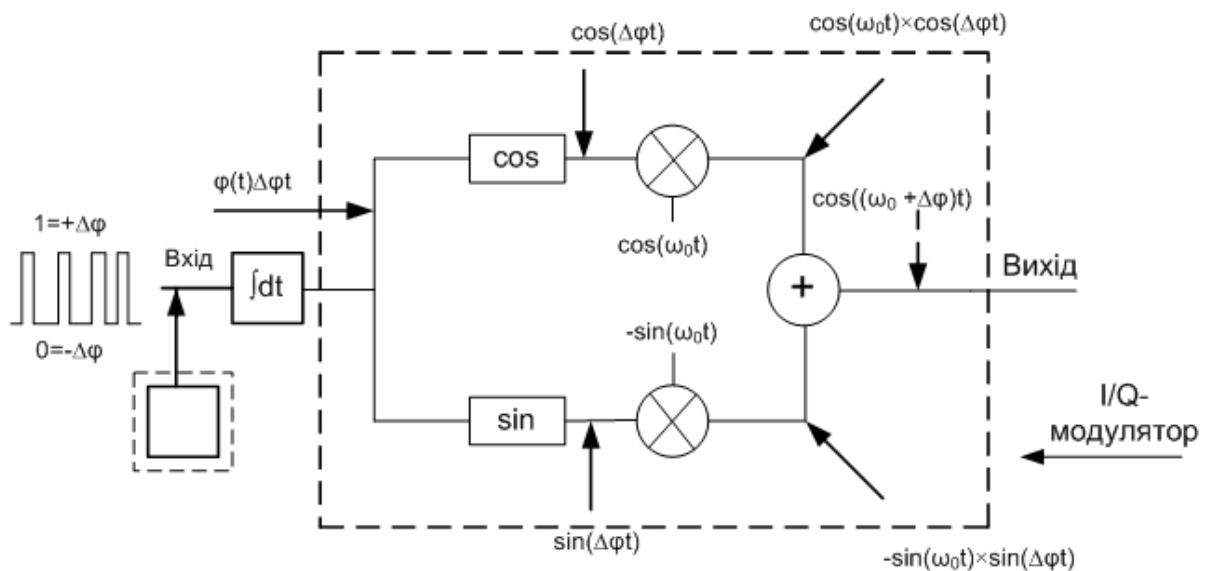 cos(Δφt)
cos(ω₀t)×cos(Δφt)
cos
φ(t)Δφt
cos((ω₀ +Δφ)t)
1=+Δφ
cos(ω₀t)
Вхід
∫dt
+
Вихід
0=-Δφ
-sin(ω₀t)
I/Q-
модулятор
sin
sin(Δφt)
-sin(ω₀t)×sin(Δφt)